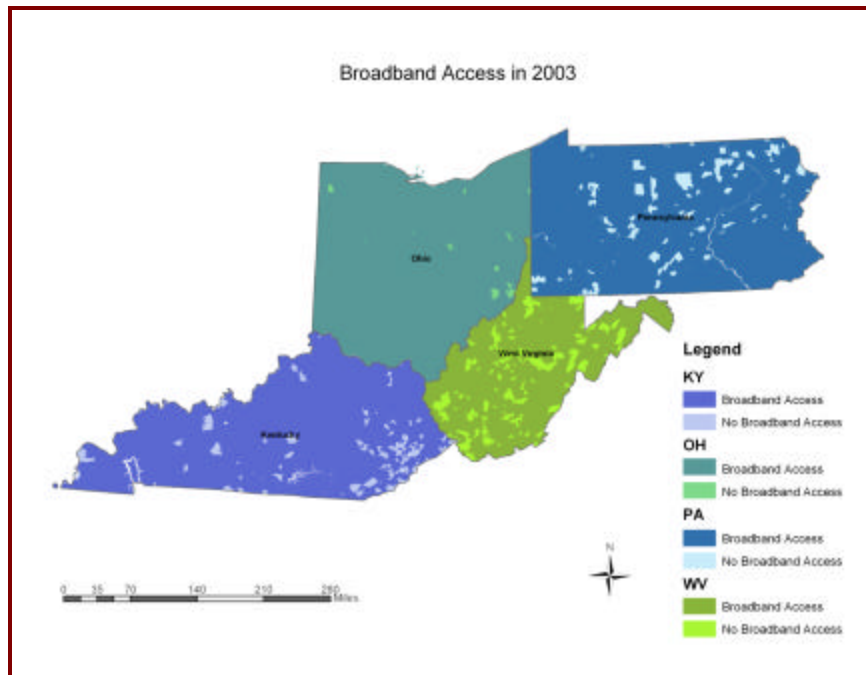 Broadband Access in 2003
Pennsylvania
Ohio
West Virginia
Kentucky
Legend
KY
Broadband Access
No Broadband Access
OH
Broadband Access
No Broadband Access
PA
Broadband Access
No Broadband Access
WV
Broadband Access
No Broadband Access
N
0 35 70 140 210 280
Miles